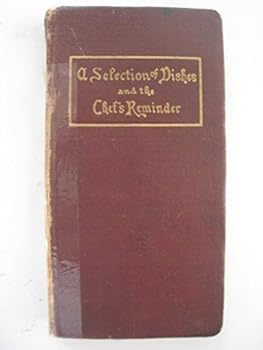 A Selection of Dishes
and the
Chef's Reminder